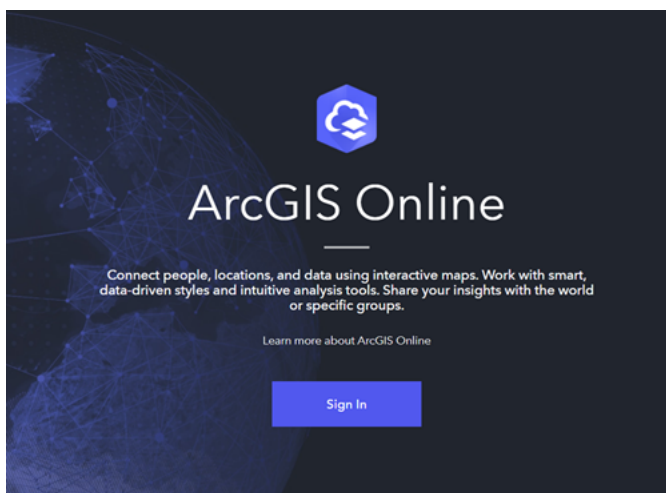 ArcGIS Online
Connect people, locations, and data using interactive maps. Work with smart,
data-driven styles and intuitive analysis tools. Share your insights with the world
or specific groups.
Learn more about ArcGIS Online
Sign In